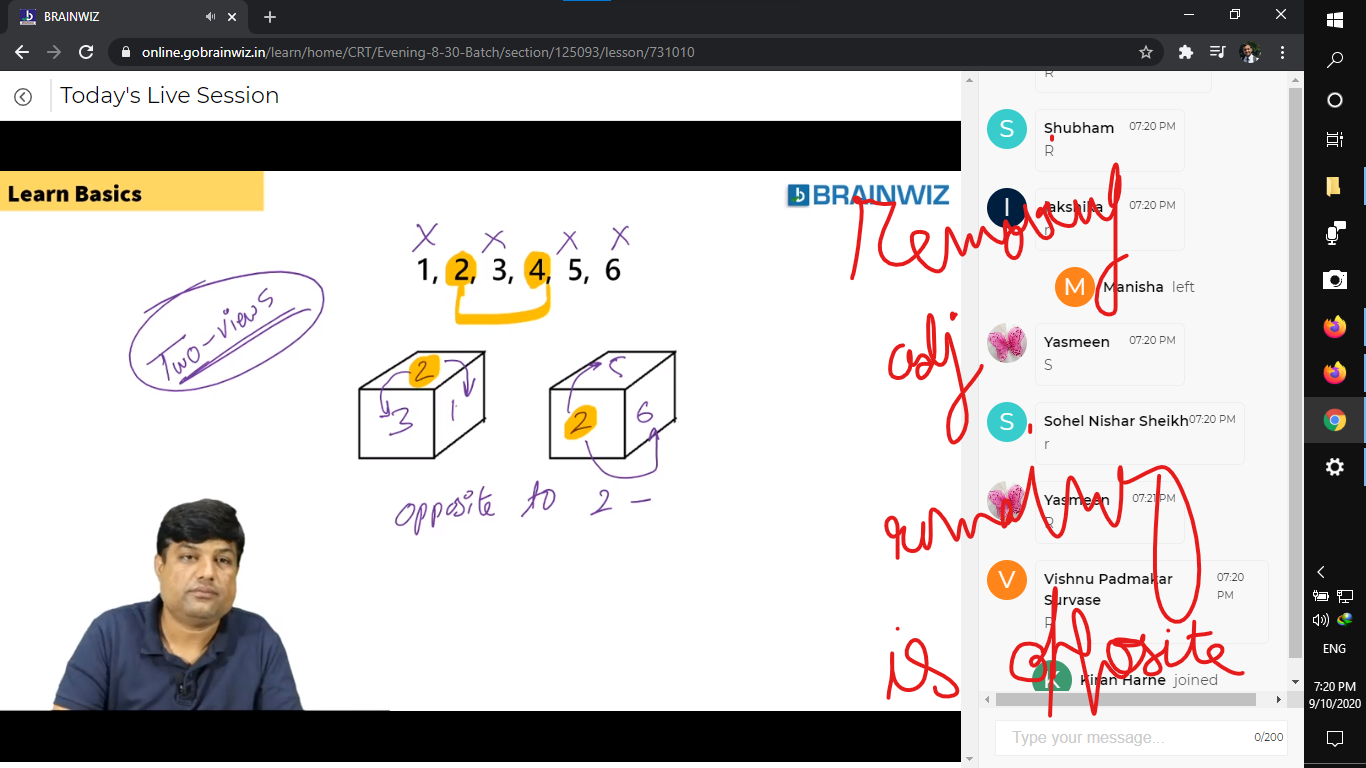 BRAINWIZ
online.gobrainwiz.in/learn/home/CRT/Evening-8-30-Batch/section/125093/lesson/731010
Today's Live Session
Learn Basics
BRAINWIZ
X X X X
1, 2, 3, 4, 5, 6
Two-views
2
3 1
5
2 6
opposite to 2 —
R
S
Shubham 07:20 PM
R
I
07:20 PM
M
Manisha left
Yasmeen 07:20 PM
S
S
Sohel Nishar Sheikh 07:20 PM
r
Yasmeen 07:21 PM
R
V
Vishnu Padmakar 07:20
Survase PM
K
Kiran Harne joined
Type your message... 0/200
adj
is opposite
ENG
7:20 PM
9/10/2020